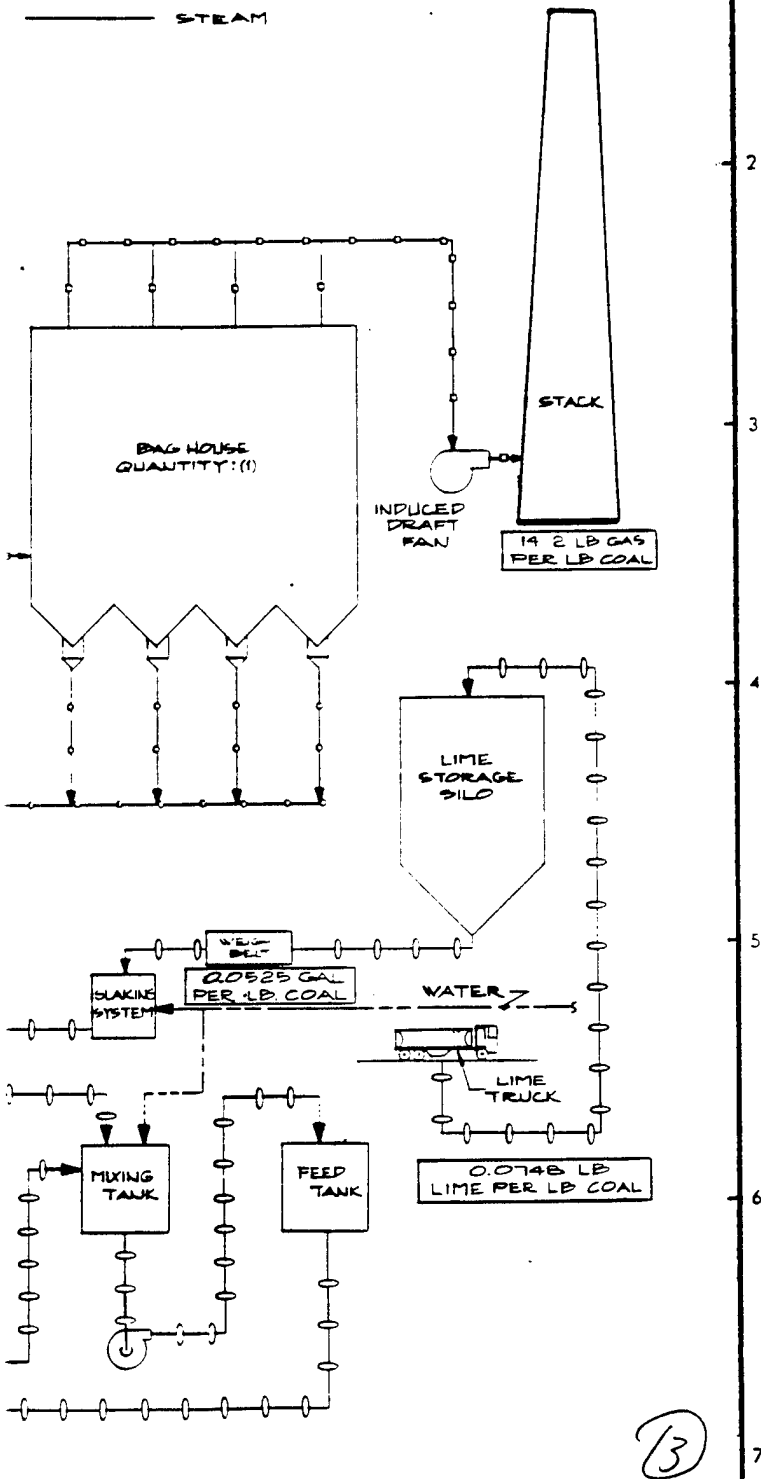 STEAM
2
STACK
3
BAG HOUSE
QUANTITY:(1)
INDUCED
DRAFT
FAN
14 2 LB GAS
PER LB COAL
4
LIME
STORAGE
SILO
5
WEIGH
BELT
0.0525 GAL
PER LB. COAL
WATER
SLAKING
SYSTEM
LIME
TRUCK
MIXING
TANK
FEED
TANK
0.0748 LB
LIME PER LB COAL
6
13
7